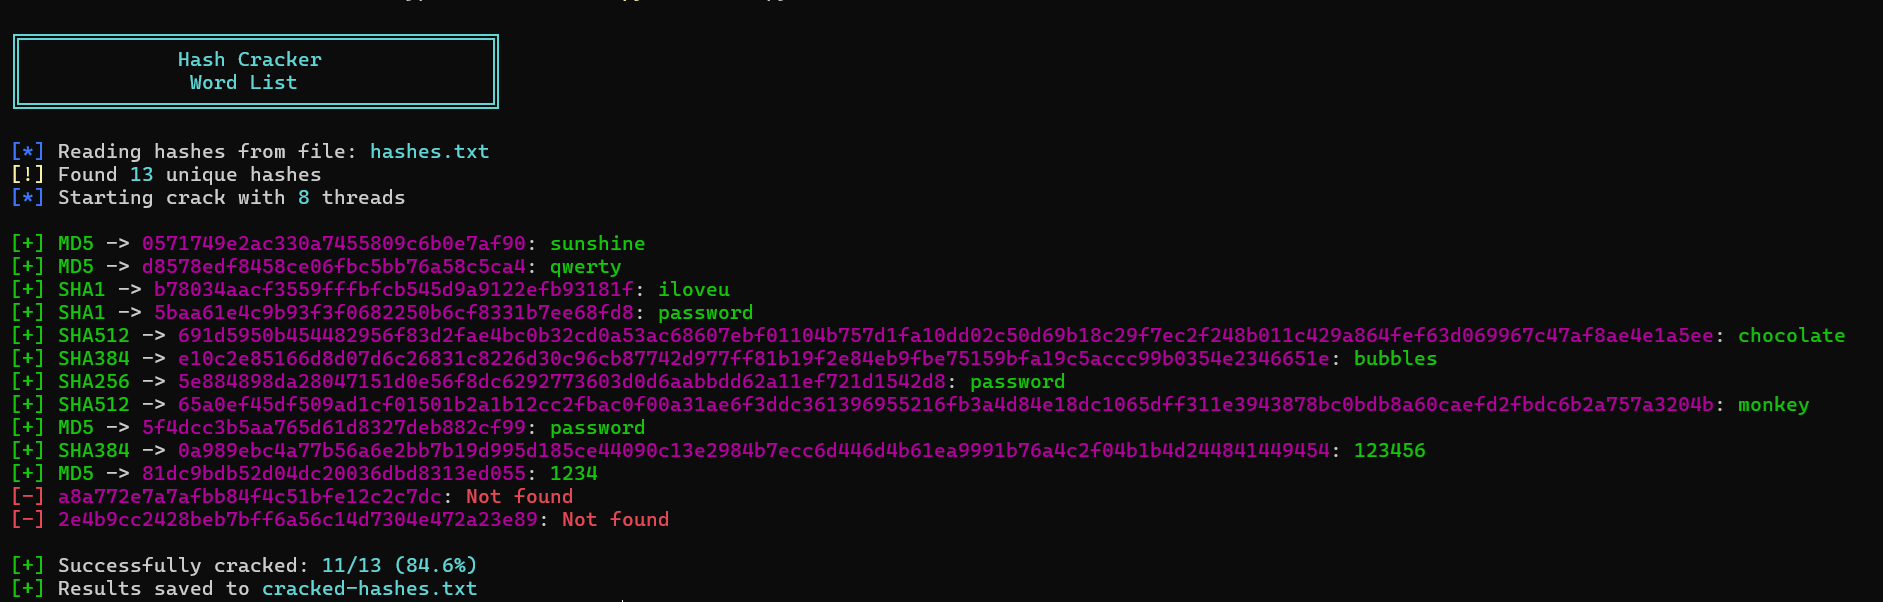 Hash Cracker
Word List
[*] Reading hashes from file: hashes.txt
[!] Found 13 unique hashes
[*] Starting crack with 8 threads
[+] MD5 -> 0571749e2ac330a7455809c6b0e7af90: sunshine
[+] MD5 -> d8578edf8458ce06fbc5bb76a58c5ca4: qwerty
[+] SHA1 -> b78034aacf3559fffbfcb545d9a9122efb93181f: iloveu
[+] SHA1 -> 5baa61e4c9b93f3f0682250b6cf8331b7ee68fd8: password
[+] SHA512 -> 691d5950b454482956f83d2fae4bc0b32cd0a53ac68607ebf01104b757d1fa10dd02c50d69b18c29f7ec2f248b011c429a864fef63d069967c47af8ae4e1a5ee: chocolate
[+] SHA384 -> e10c2e85166d8d07d6c26831c8226d30c96cb87742d977ff81b19f2e84eb9fbe75159bfa19c5accc99b0354e2346651e: bubbles
[+] SHA256 -> 5e884898da28047151d0e56f8dc6292773603d0d6aabbdd62a11ef721d1542d8: password
[+] SHA512 -> 65a0ef45df509ad1cf01501b2a1b12cc2fbac0f00a31ae6f3ddc361396955216fb3a4d84e18dc1065dff311e3943878bc0bdb8a60caefd2fbdc6b2a757a3204b: monkey
[+] MD5 -> 5f4dcc3b5aa765d61d8327deb882cf99: password
[+] SHA384 -> 0a989ebc4a77b56a6e2bb7b19d995d185ce44090c13e2984b7ecc6d446d4b61ea9991b76a4c2f04b1b4d244841449454: 123456
[+] MD5 -> 81dc9bdb52d04dc20036dbd8313ed055: 1234
[-] a8a772e7a7afbb84f4c51bfe12c2c7dc: Not found
[-] 2e4b9cc2428beb7bff6a56c14d7304e472a23e89: Not found
[+] Successfully cracked: 11/13 (84.6%)
[+] Results saved to cracked-hashes.txt